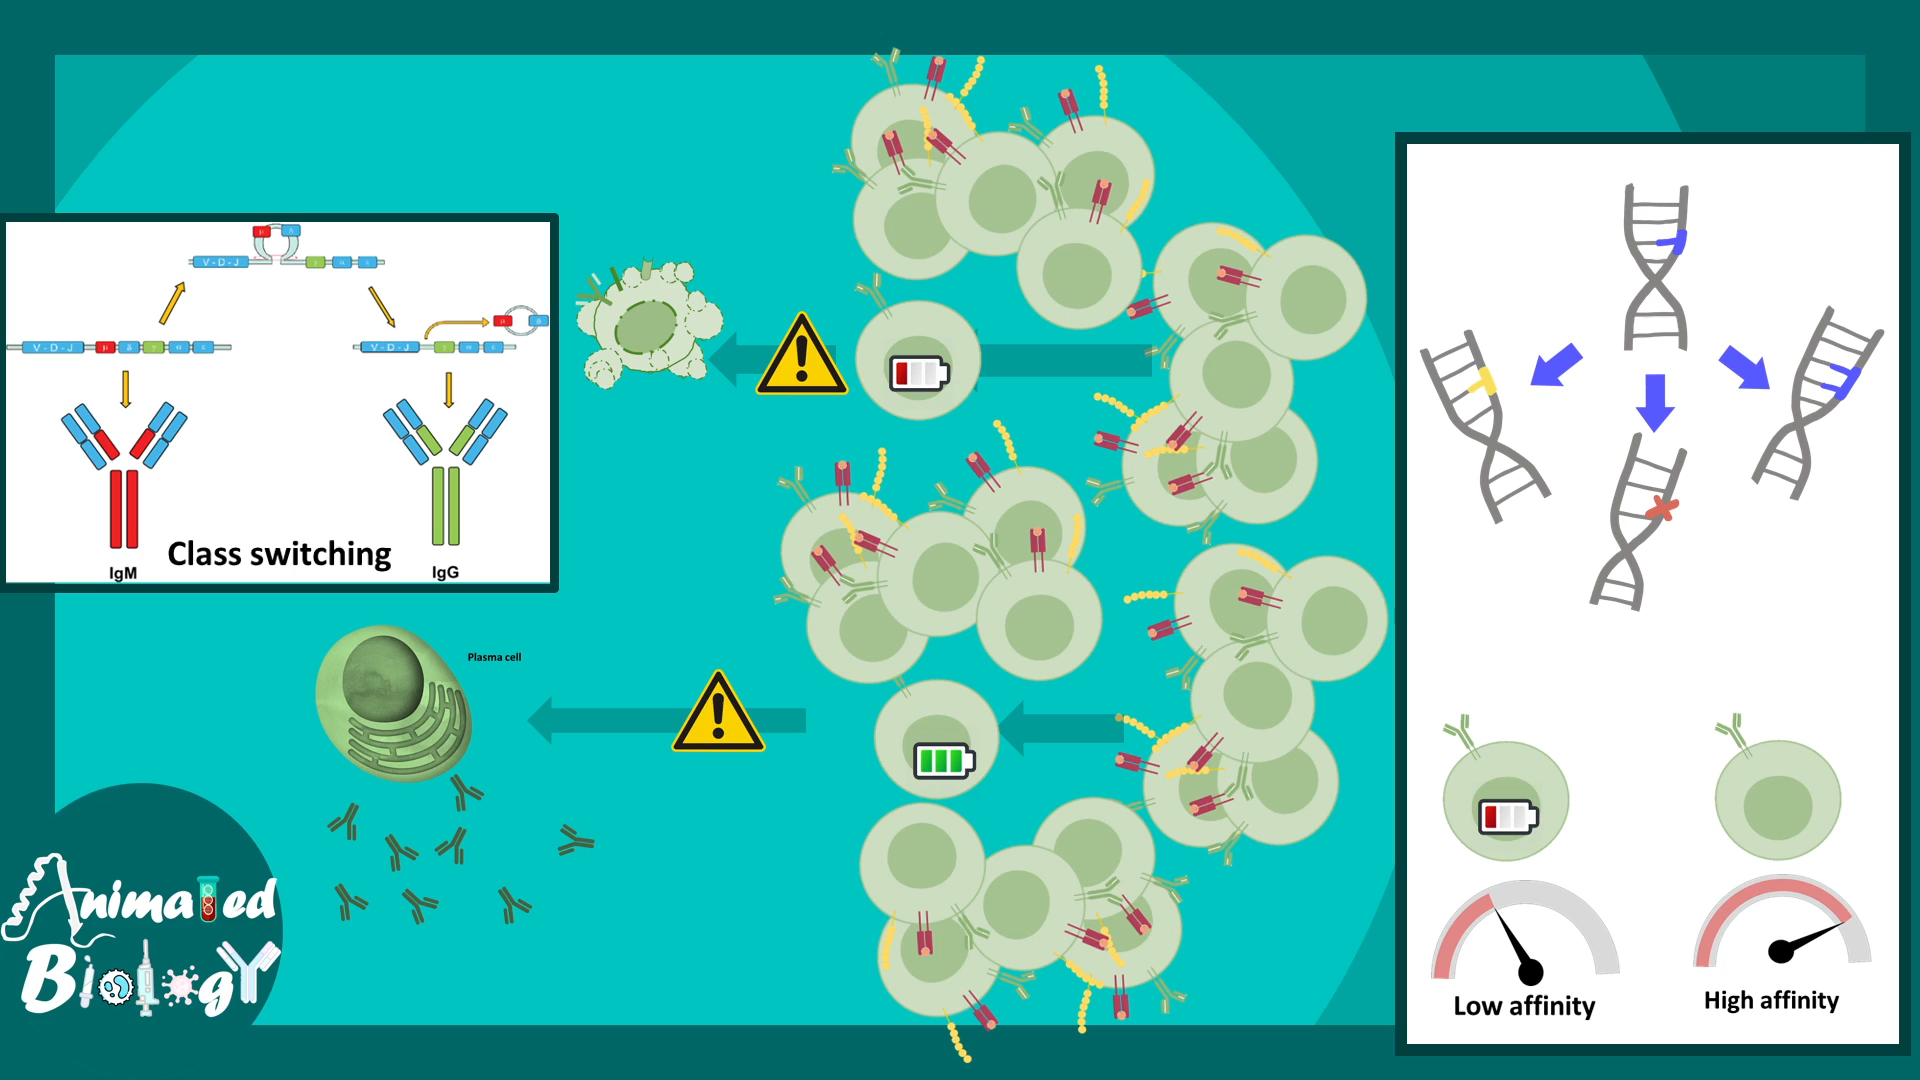 μ δ
V - D - J γ α ε
V - D - J μ δ γ α ε
V - D - J γ α ε
μ δ
Class switching
IgM
IgG
Plasma cell
Low affinity
High affinity
Animated
Biology